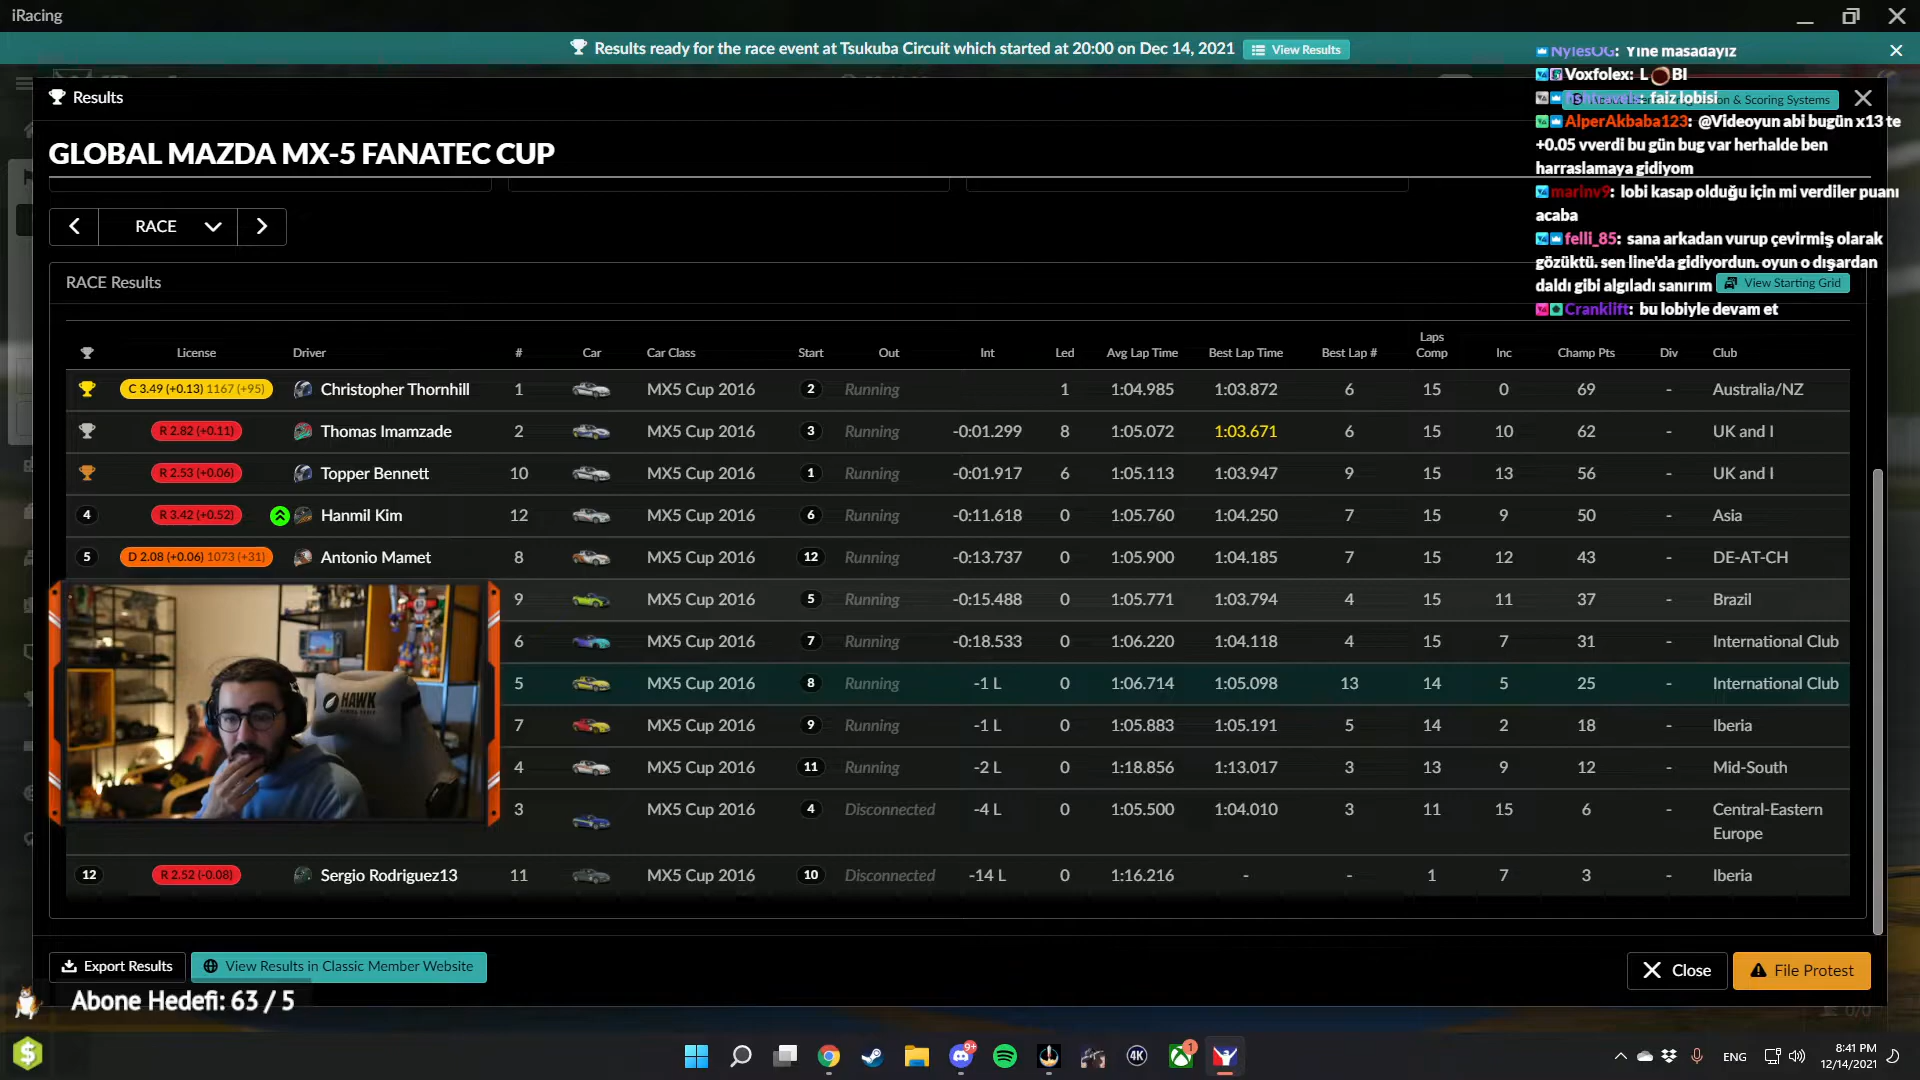 iRacing
Results ready for the race event at Tsukuba Circuit which started at 20:00 on Dec 14, 2021 View Results
Results
GLOBAL MAZDA MX-5 FANATEC CUP
NylesOG: Yine masadayız
Voxfolex: L BI
: faiz lobisi
n & Scoring Systems
AlperAkbaba123: @Videoyun abi bugün x13 te
+0.05 vverdi bu gün bug var herhalde ben
harraslamaya gidiyom
marinv9: lobi kasap olduğu için mi verdiler puanı
acaba
felli_85: sana arkadan vurup çevirmiş olarak
gözüktü. sen line'da gidiyordun. oyun o dışardan
daldı gibi algıladı sanırım
Cranklift: bu lobiyle devam et
RACE
RACE Results
View Starting Grid
License Driver # Car Car Class Start Out Int Led Avg Lap Time Best Lap Time Best Lap # Laps Comp Inc Champ Pts Div Club
C 3.49 (+0.13) 1167 (+95) Christopher Thornhill 1 MX5 Cup 2016 2 Running 1 1:04.985 1:03.872 6 15 0 69 - Australia/NZ
R 2.82 (+0.11) Thomas Imamzade 2 MX5 Cup 2016 3 Running -0:01.299 8 1:05.072 1:03.671 6 15 10 62 - UK and I
R 2.53 (+0.06) Topper Bennett 10 MX5 Cup 2016 1 Running -0:01.917 6 1:05.113 1:03.947 9 15 13 56 - UK and I
4 R 3.42 (+0.52) Hanmil Kim 12 MX5 Cup 2016 6 Running -0:11.618 0 1:05.760 1:04.250 7 15 9 50 - Asia
5 D 2.08 (+0.06) 1073 (+31) Antonio Mamet 8 MX5 Cup 2016 12 Running -0:13.737 0 1:05.900 1:04.185 7 15 12 43 - DE-AT-CH
9 MX5 Cup 2016 5 Running -0:15.488 0 1:05.771 1:03.794 4 15 11 37 - Brazil
6 MX5 Cup 2016 7 Running -0:18.533 0 1:06.220 1:04.118 4 15 7 31 - International Club
5 MX5 Cup 2016 8 Running -1 L 0 1:06.714 1:05.098 13 14 5 25 - International Club
7 MX5 Cup 2016 9 Running -1 L 0 1:05.883 1:05.191 5 14 2 18 - Iberia
4 MX5 Cup 2016 11 Running -2 L 0 1:18.856 1:13.017 3 13 9 12 - Mid-South
3 MX5 Cup 2016 4 Disconnected -4 L 0 1:05.500 1:04.010 3 11 15 6 - Central-Eastern
Europe
12 R 2.52 (-0.08) Sergio Rodriguez13 11 MX5 Cup 2016 10 Disconnected -14 L 0 1:16.216 - - 1 7 3 - Iberia
HAWK
Export Results
View Results in Classic Member Website
Close
File Protest
Abone Hedefi: 63 / 5
0/0
9+
4K
1
ENG
8:41 PM
12/14/2021